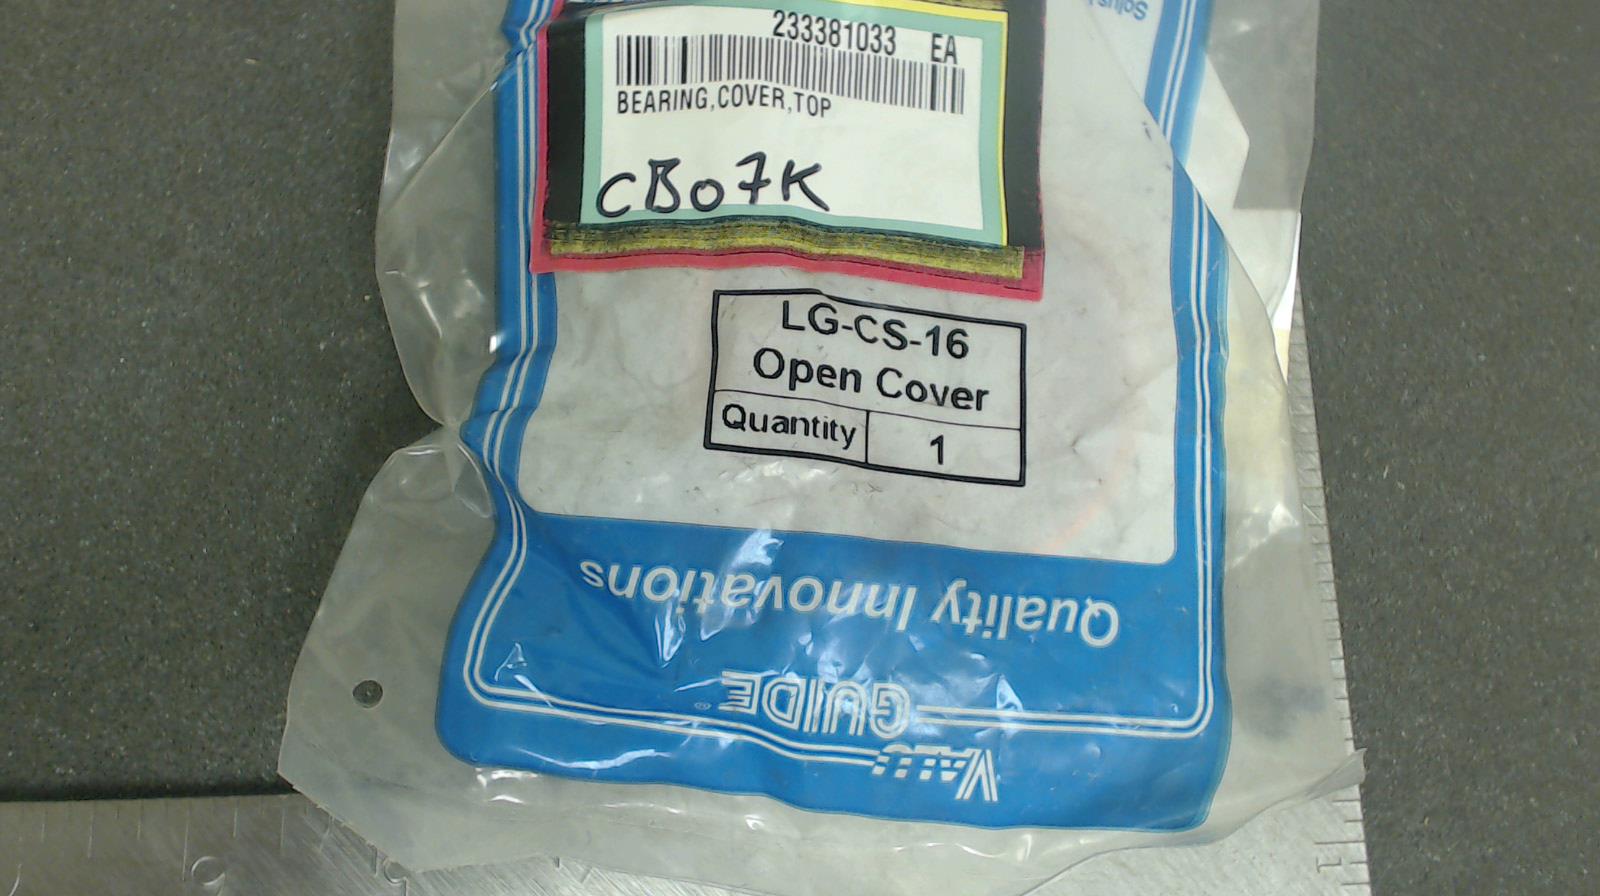 233381033 EA
BEARING,COVER,TOP
CB07K
LG-CS-16
Open Cover
Quantity 1
Quality Innovations
VALU
GUIDE®